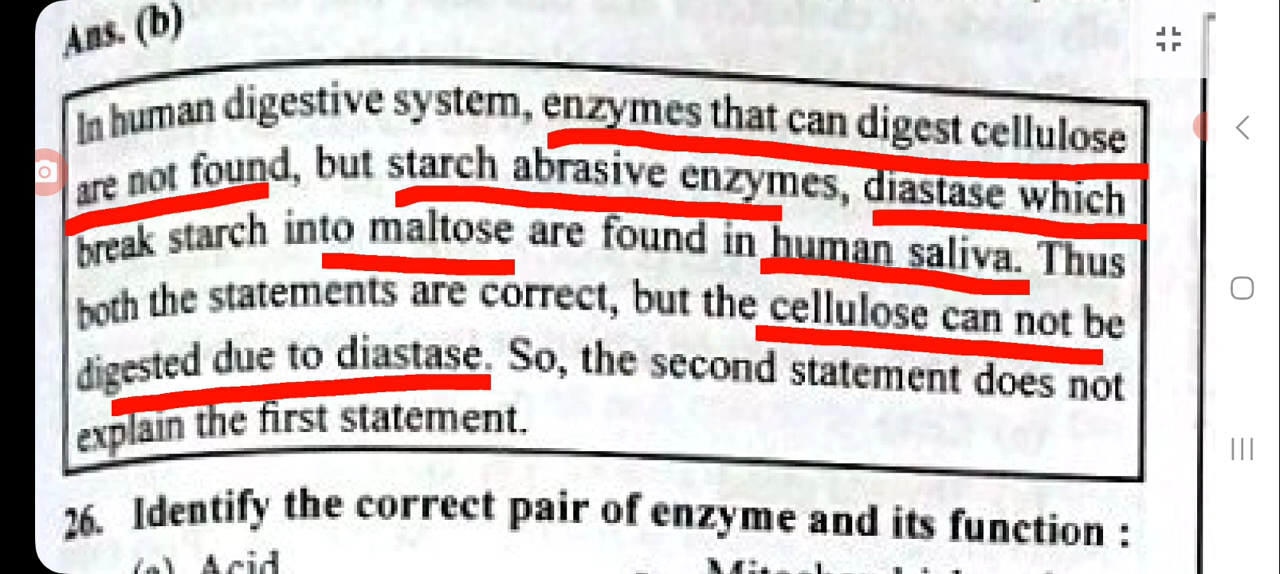 Ans. (b)
In human digestive system, enzymes that can digest cellulose
are not found, but starch abrasive enzymes, diastase which
break starch into maltose are found in human saliva. Thus
both the statements are correct, but the cellulose can not be
digested due to diastase. So, the second statement does not
explain the first statement.
26. Identify the correct pair of enzyme and its function :
(a) Acid